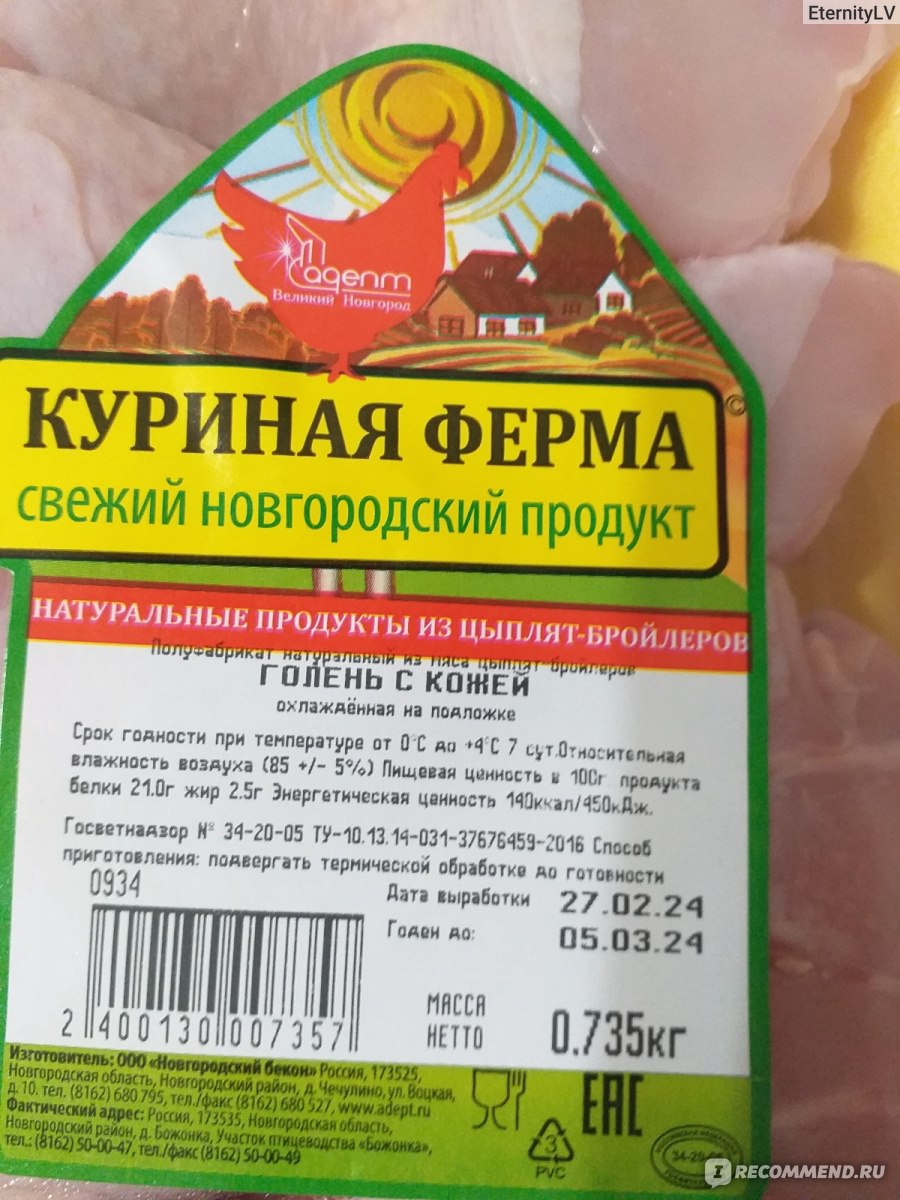 EternityLV
адепт
Великий Новгород
©
КУРИНАЯ ФЕРМА
свежий новгородский продукт
НАТУРАЛЬНЫЕ ПРОДУКТЫ ИЗ ЦЫПЛЯТ-БРОЙЛЕРОВ
Полуфабрикат натуральный из мяса цыплят-бройлеров
ГОЛЕНЬ С КОЖЕЙ
охлаждённая на подложке
Срок годности при температуре от 0°С до +4°С 7 сут.Относительная
влажность воздуха (85 +/- 5%) Пищевая ценность в 100г продукта
белки 21.0г жир 2.5г Энергетическая ценность 140ккал/450кДж.
Госветнадзор № 34-20-05 ТУ-10.13.14-031-37676459-2016 Способ
приготовления: подвергать термической обработке до готовности
0934
Дата выработки 27.02.24
Годен до: 05.03.24
2 400130 007357
МАССА
НЕТТО 0.735кг
Изготовитель: ООО «Новгородский бекон» Россия, 173525,
Новгородская область, Новгородский район, д. Чечулино, ул. Воцкая,
д. 10. тел. (8162) 680 795, тел./факс (8162) 680 527, www.adept.ru
Фактический адрес: Россия, 173535, Новгородская область,
Новгородский район, д. Божонка, Участок птицеводства «Божонка»,
тел.: (8162) 50-00-47, тел./факс (8162) 50-00-49
EAC
3
PVC
34-20
IRECOMMEND.RU